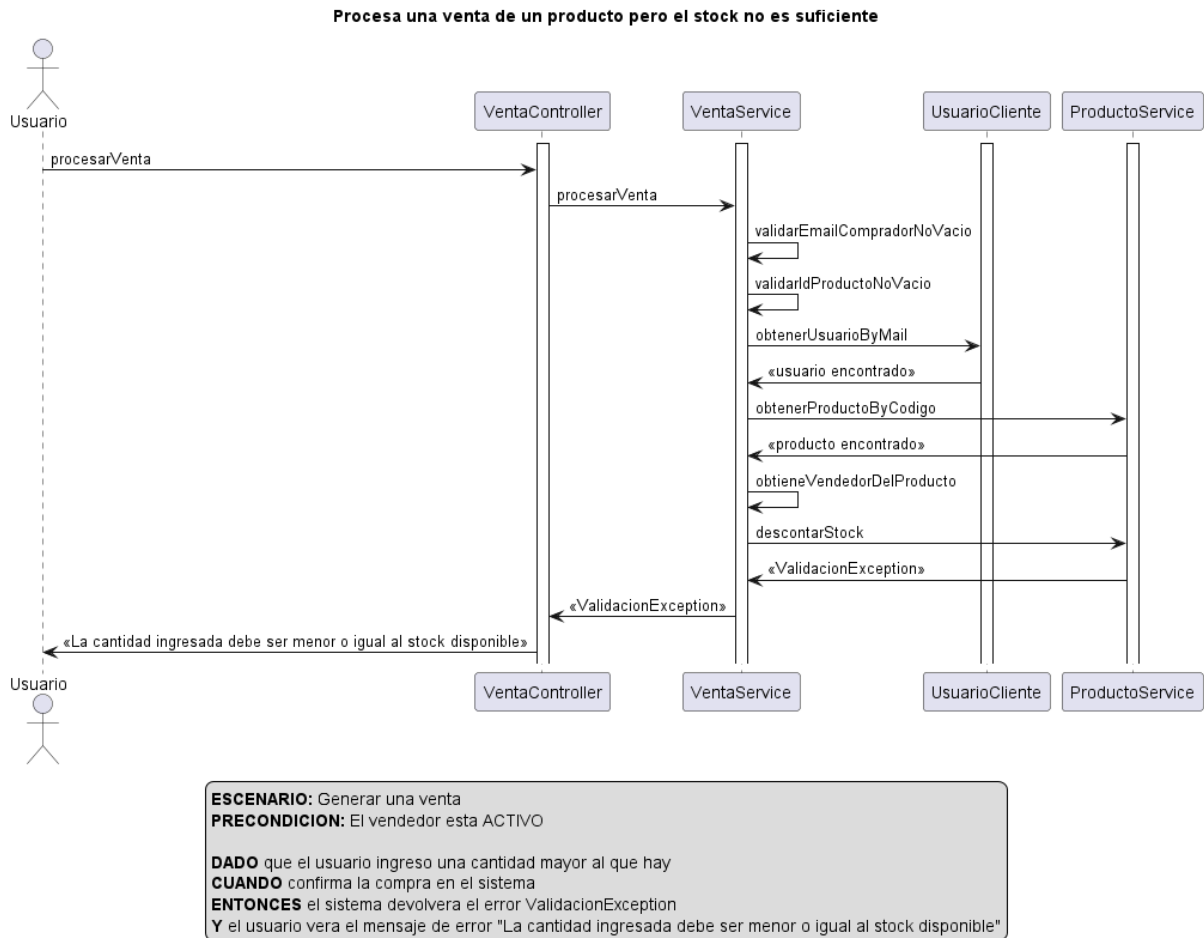 Procesa una venta de un producto pero el stock no es suficiente
Usuario
VentaController
VentaService
UsuarioCliente
ProductoService
procesarVenta
procesarVenta
validarEmailCompradorNoVacio
validarIdProductoNoVacio
obtenerUsuarioByMail
«usuario encontrado»
obtenerProductoByCodigo
«producto encontrado»
obtieneVendedorDelProducto
descontarStock
«ValidacionException»
«ValidacionException»
«La cantidad ingresada debe ser menor o igual al stock disponible»
Usuario
VentaController
VentaService
UsuarioCliente
ProductoService
ESCENARIO: Generar una venta
PRECONDICION: El vendedor esta ACTIVO
DADO que el usuario ingreso una cantidad mayor al que hay
CUANDO confirma la compra en el sistema
ENTONCES el sistema devolvera el error ValidacionException
Y el usuario vera el mensaje de error "La cantidad ingresada debe ser menor o igual al stock disponible"